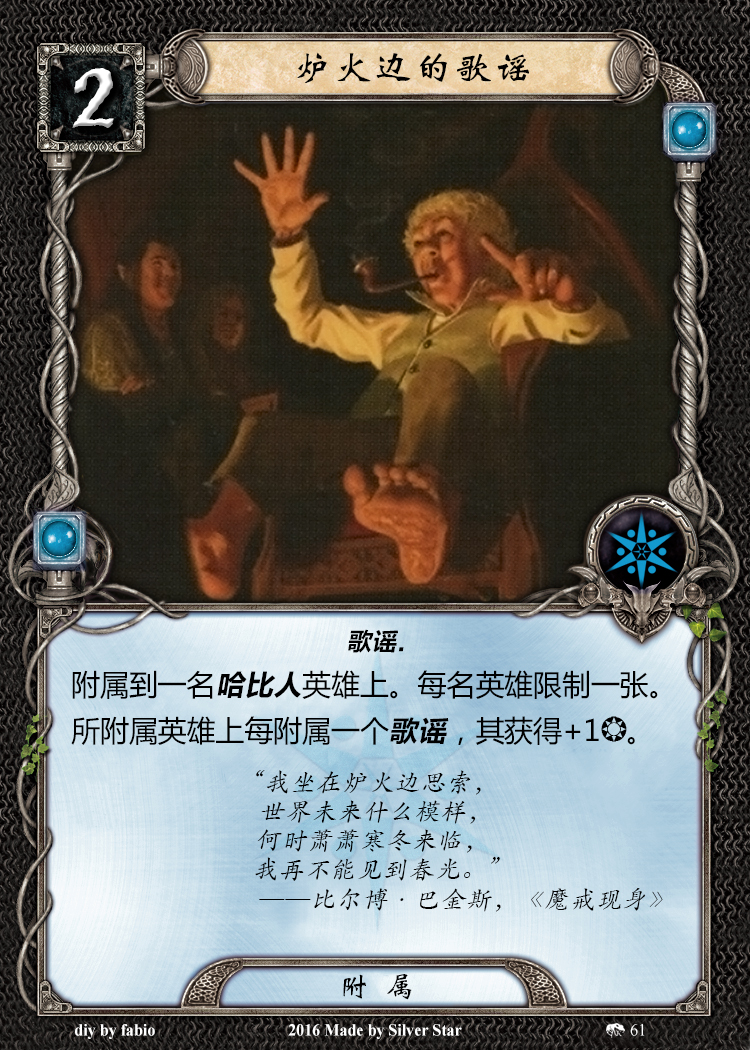 炉火边的歌谣
2
歌谣.
附属到一名哈比人英雄上。每名英雄限制一张。
所附属英雄上每附属一个歌谣，其获得+1。
“我坐在炉火边思索，
世界未来什么模样，
何时萧萧寒冬来临，
我再不能见到春光。”
——比尔博·巴金斯，《魔戒现身》
附属
diy by fabio
2016 Made by Silver Star
61